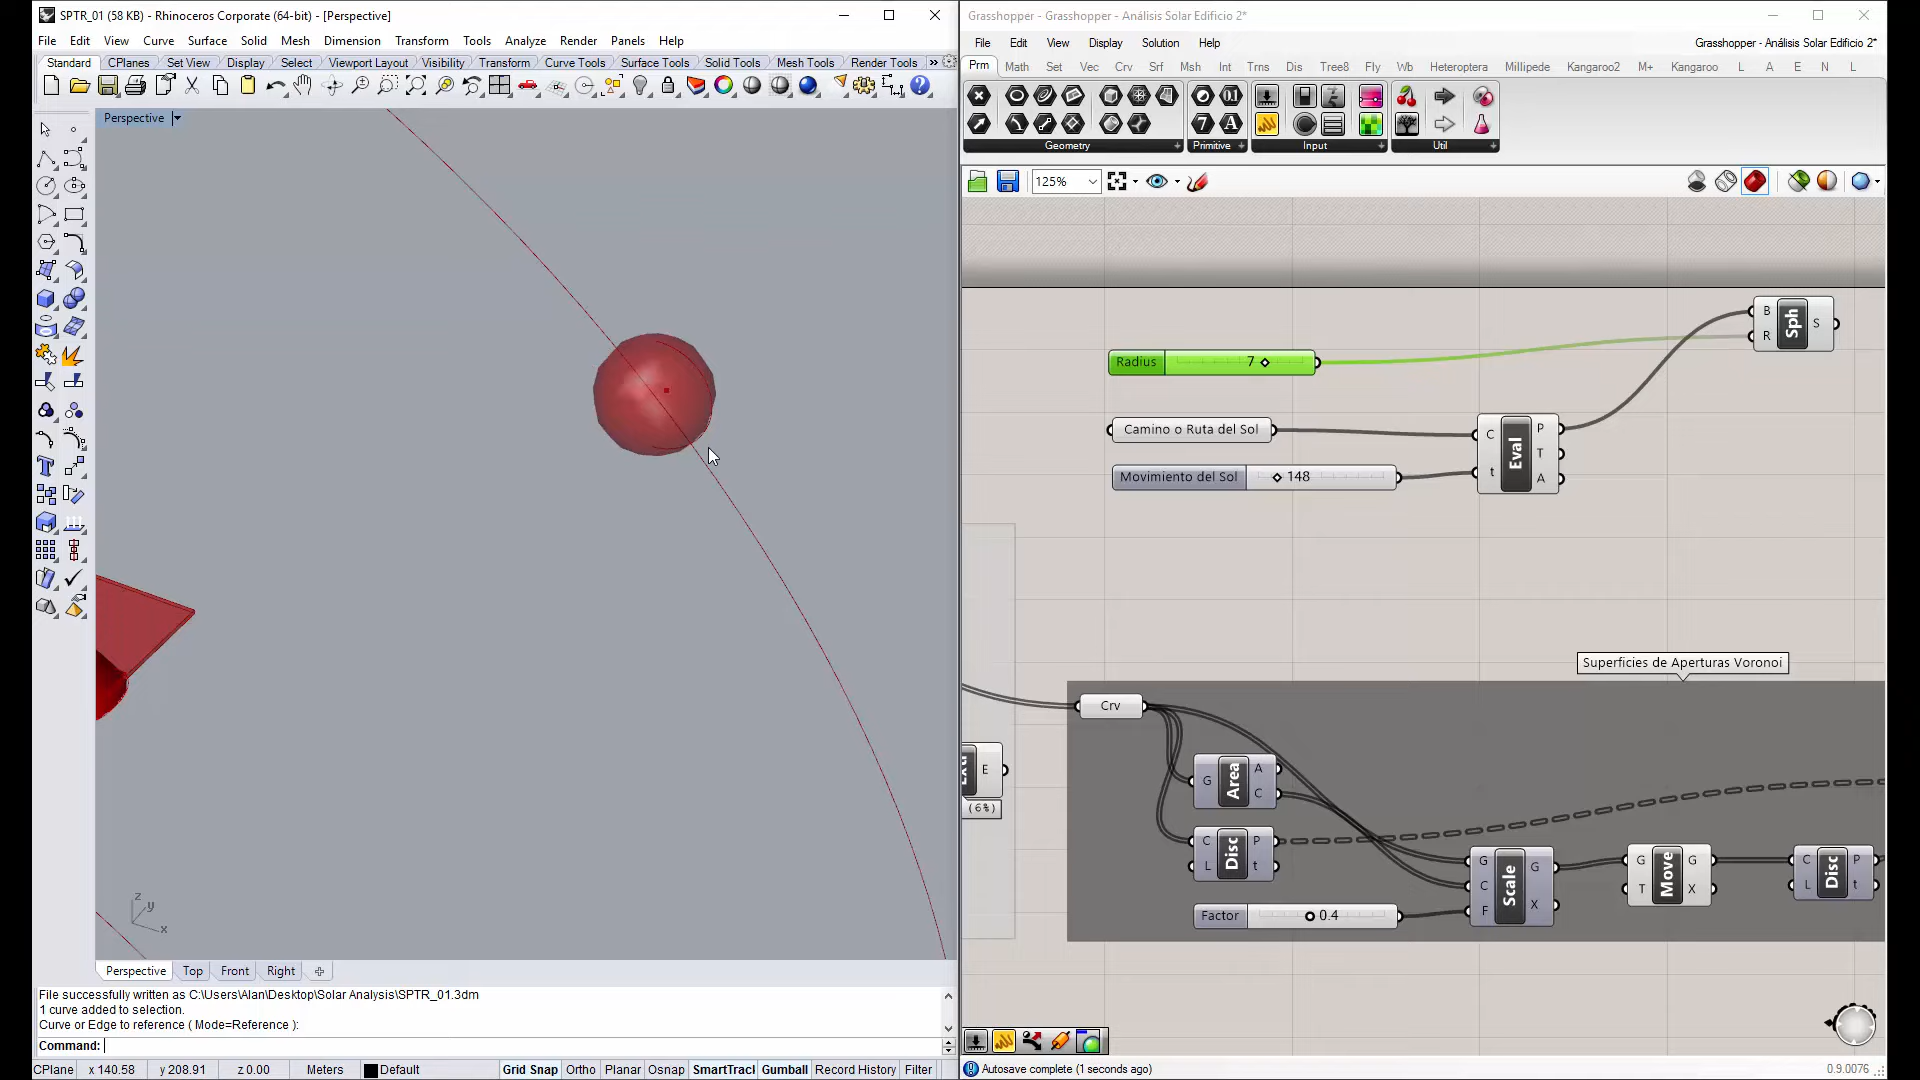 SPTR_01 (58 KB) - Rhinoceros Corporate (64-bit) - [Perspective]
File Edit View Curve Surface Solid Mesh Dimension Transform Tools Analyze Render Panels Help
Standard CPlanes Set View Display Select Viewport Layout Visibility Transform Curve Tools Surface Tools Solid Tools Mesh Tools Render Tools »
Perspective
z
y
x
Perspective Top Front Right
File successfully written as C:\Users\Alan\Desktop\Solar Analysis\SPTR_01.3dm
1 curve added to selection.
Curve or Edge to reference ( Mode=Reference ):
Command:
CPlane x 140.58 y 208.91 z 0.00 Meters Default Grid Snap Ortho Planar Osnap SmartTracl Gumball Record History Filter
Grasshopper - Grasshopper - Análisis Solar Edificio 2*
File Edit View Display Solution Help
Grasshopper - Análisis Solar Edificio 2*
Prm Math Set Vec Crv Srf Msh Int Trns Dis Tree8 Fly Wb Heteroptera Millipede Kangaroo2 M+ Kangaroo L A E N L
Geometry Primitive Input Util
125%
B
R
Sph
S
Radius 7
Camino o Ruta del Sol
Movimiento del Sol 148
C
t
Eval
P
T
A
Superficies de Aperturas Voronoi
Crv
E
(6%)
G
Area
A
C
C
L
Disc
P
t
Factor 0.4
G
C
F
Scale
G
X
G
T
Move
G
X
C
L
Disc
P
t
Autosave complete (1 seconds ago)
0.9.0076